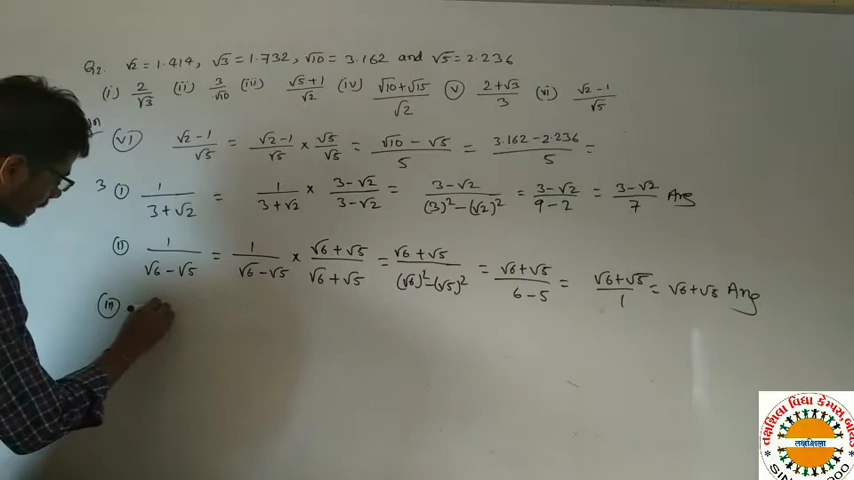 Q2. √2 = 1.414, √3 = 1.732, √10 = 3.162 and √5 = 2.236
(i) 2/√3 (ii) 3/√10 (iii) √5+1/√2 (iv) √10+√15/√2 (v) 2+√3/3 (vi) √2-1/√5
(vi) √2-1/√5 = √2-1/√5 × √5/√5 = √10-√5/5 = 3.162-2.236/5 =
3 (i) 1/3+√2 = 1/3+√2 × 3-√2/3-√2 = 3-√2/(3)²-(√2)² = 3-√2/9-2 = 3-√2/7 Ans
(ii) 1/√6-√5 = 1/√6-√5 × √6+√5/√6+√5 = √6+√5/(√6)²-(√5)² = √6+√5/6-5 = √6+√5/1 = √6+√5 Ans
(iii)